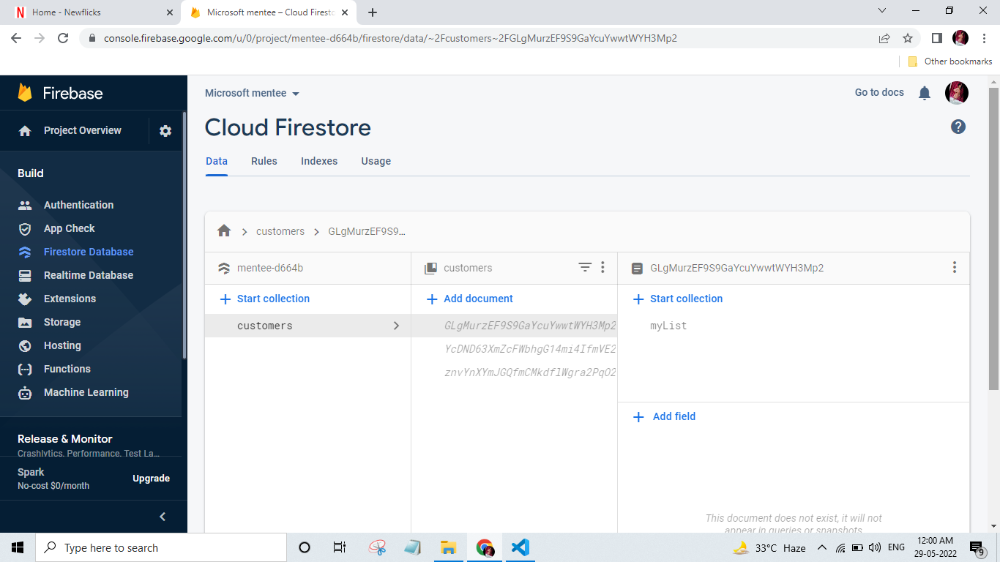 Home - Newflicks
Microsoft mentee – Cloud Firesto
console.firebase.google.com/u/0/project/mentee-d664b/firestore/data/~2Fcustomers~2FGLgMurzEF9S9GaYcuYwwtWYH3Mp2
Other bookmarks
Firebase
Project Overview
Build
Authentication
App Check
Firestore Database
Realtime Database
Extensions
Storage
Hosting
Functions
Machine Learning
Release & Monitor
Crashlytics, Performance, Test La...
Spark
No-cost $0/month
Upgrade
Microsoft mentee
Go to docs
Cloud Firestore
Data Rules Indexes Usage
customers GLgMurzEF9S9...
mentee-d664b
Start collection
customers
customers
Add document
GLgMurzEF9S9GaYcuYwwtWYH3Mp2
YcDND63XmZcFWbhgG14mi4IfmVE2
znvYnXYmJGQfmCMkdflWgra2PqO2
GLgMurzEF9S9GaYcuYwwtWYH3Mp2
Start collection
myList
Add field
This document does not exist, it will not
appear in queries or snapshots
Type here to search
33°C Haze
ENG
12:00 AM
29-05-2022
9